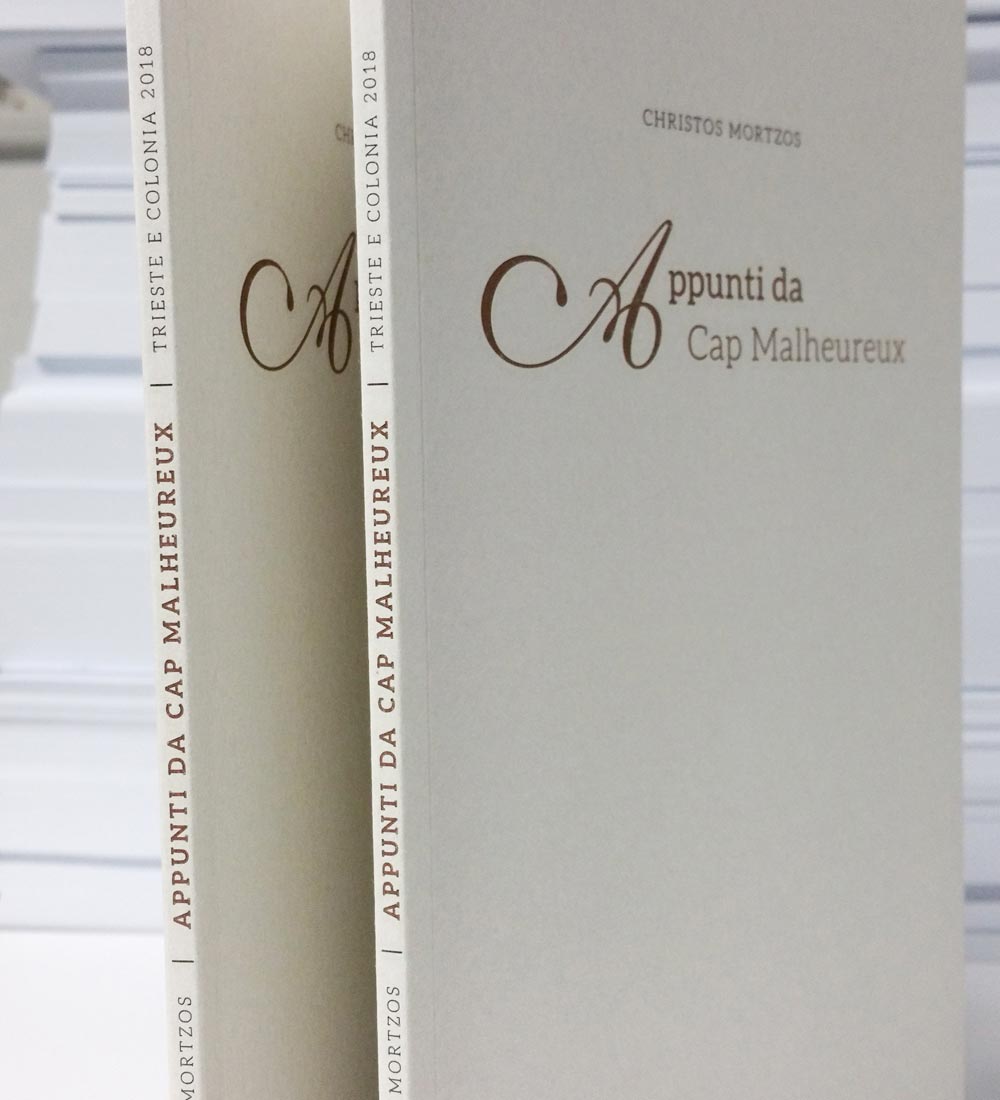 MORTZOS | APPUNTI DA CAP MALHEUREUX | TRIESTE E COLONIA 2018
MORTZOS | APPUNTI DA CAP MALHEUREUX | TRIESTE E COLONIA 2018
CHRISTOS MORTZOS
Appunti da
Cap Malheureux